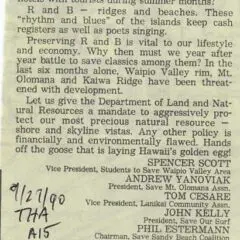 summer months?
R and B — ridges and beaches. These
"rhythm and blues" of the islands keep cash
registers as well as poets singing.
Preserving R and B is vital to our lifestyle
and economy. Why then must we year after
year battle to save classics among them? In the
last six months alone, Waipio Valley rim, Mt.
Olomana and Kaiwa Ridge have been threat-
ened with development.
Let us give the Department of Land and Nat-
ural Resources a mandate to aggressively pro-
tect our most precious natural resource —
shore and skyline vistas. Any other policy is
financially and environmentally flawed. Hands
off the goose that is laying Hawaii's golden egg!
SPENCER SCOTT
Vice President, Students to Save Waipio Valley Area
ANDREW YANOVIAK
President, Save Mt. Olomana Assn.
TOM CESARE
Vice President, Lanikai Community Assn.
JOHN KELLY
President, Save Our Surf
PHIL ESTERMANN
Chairman, Save Sandy Beach Coalition
9/27/90
THA
A15